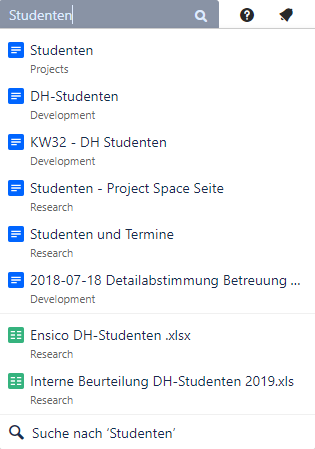 Studenten
Studenten
Projects
DH-Studenten
Development
KW32 - DH Studenten
Development
Studenten - Project Space Seite
Research
Studenten und Termine
Research
2018-07-18 Detailabstimmung Betreuung ...
Development
Ensico DH-Studenten .xlsx
Research
Interne Beurteilung DH-Studenten 2019.xls
Research
Suche nach ‘Studenten’